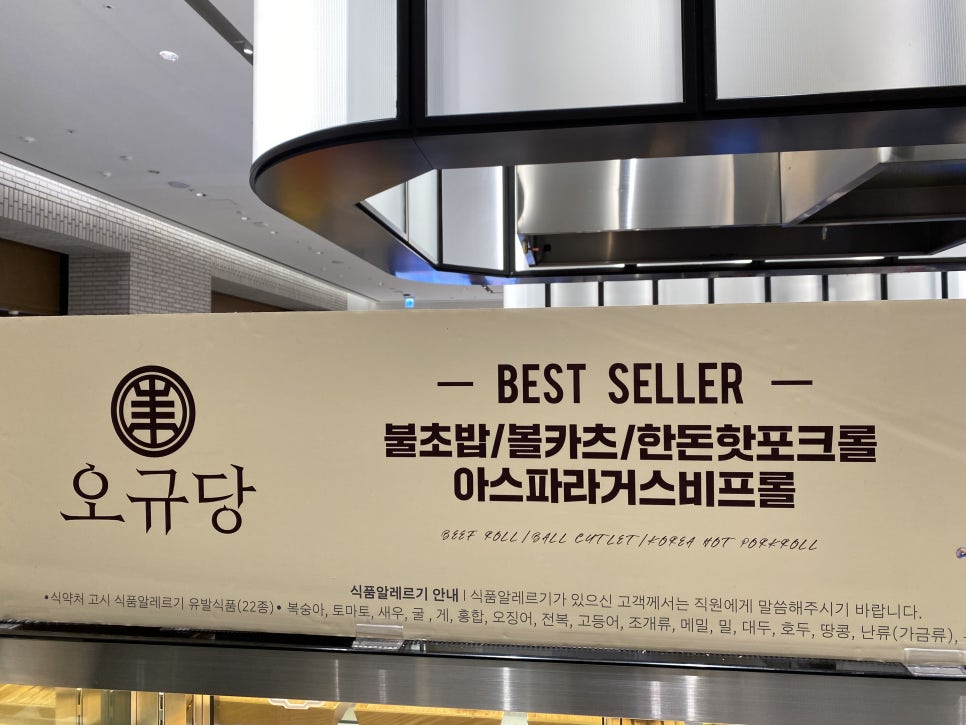 오규당
— BEST SELLER —
불초밥/볼카츠/한돈핫포크롤
아스파라거스비프롤
BEEF ROLL/BALL CUTLET/KOREA HOT PORKROLL
식품알레르기 안내 | 식품알레르기가 있으신 고객께서는 직원에게 말씀해주시기 바랍니다.
•식약처 고시 식품알레르기 유발식품(22종)• 복숭아, 토마토, 새우, 굴, 게, 홍합, 오징어, 전복, 고등어, 조개류, 메밀, 밀, 대두, 호두, 땅콩, 난류(가금류),